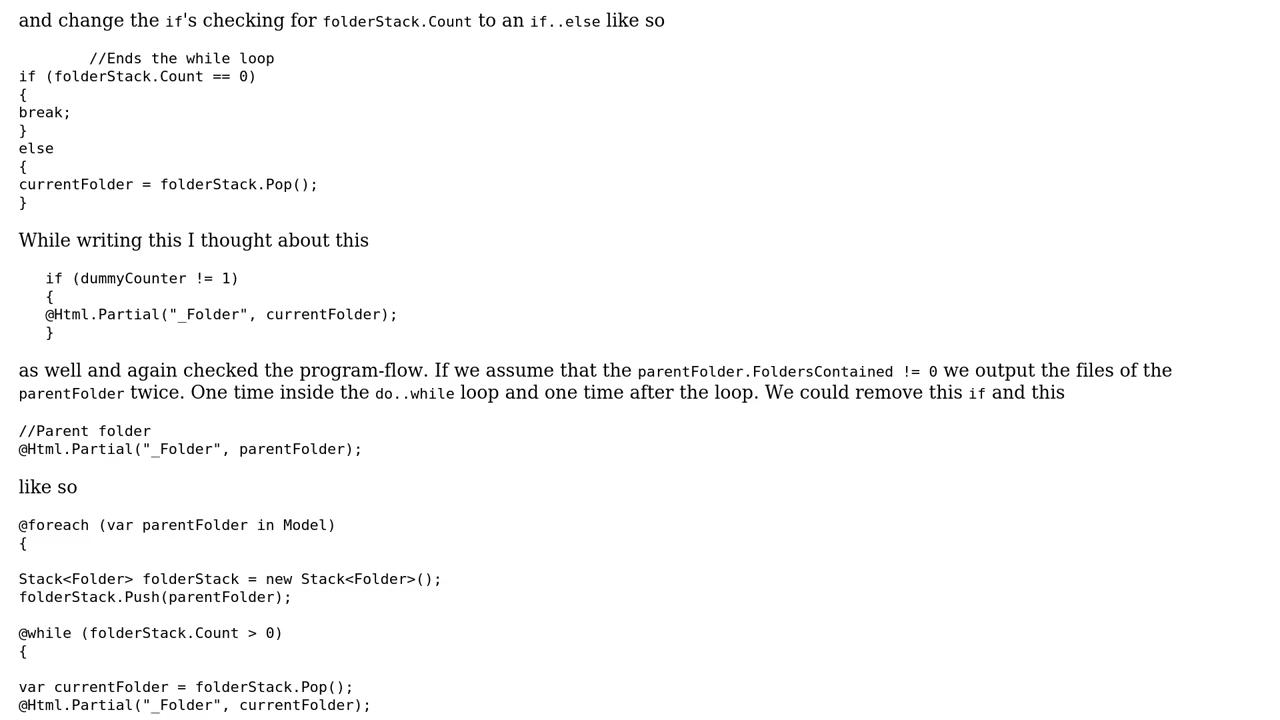 and change the if's checking for folderStack.Count to an if..else like so
//Ends the while loop
if (folderStack.Count == 0)
{
break;
}
else
{
currentFolder = folderStack.Pop();
}
While writing this I thought about this
if (dummyCounter != 1)
{
@Html.Partial("_Folder", currentFolder);
}
as well and again checked the program-flow. If we assume that the parentFolder.FoldersContained != 0 we output the files of the
parentFolder twice. One time inside the do..while loop and one time after the loop. We could remove this if and this
//Parent folder
@Html.Partial("_Folder", parentFolder);
like so
@foreach (var parentFolder in Model)
{
Stack<Folder> folderStack = new Stack<Folder>();
folderStack.Push(parentFolder);
@while (folderStack.Count > 0)
{
var currentFolder = folderStack.Pop();
@Html.Partial("_Folder", currentFolder);